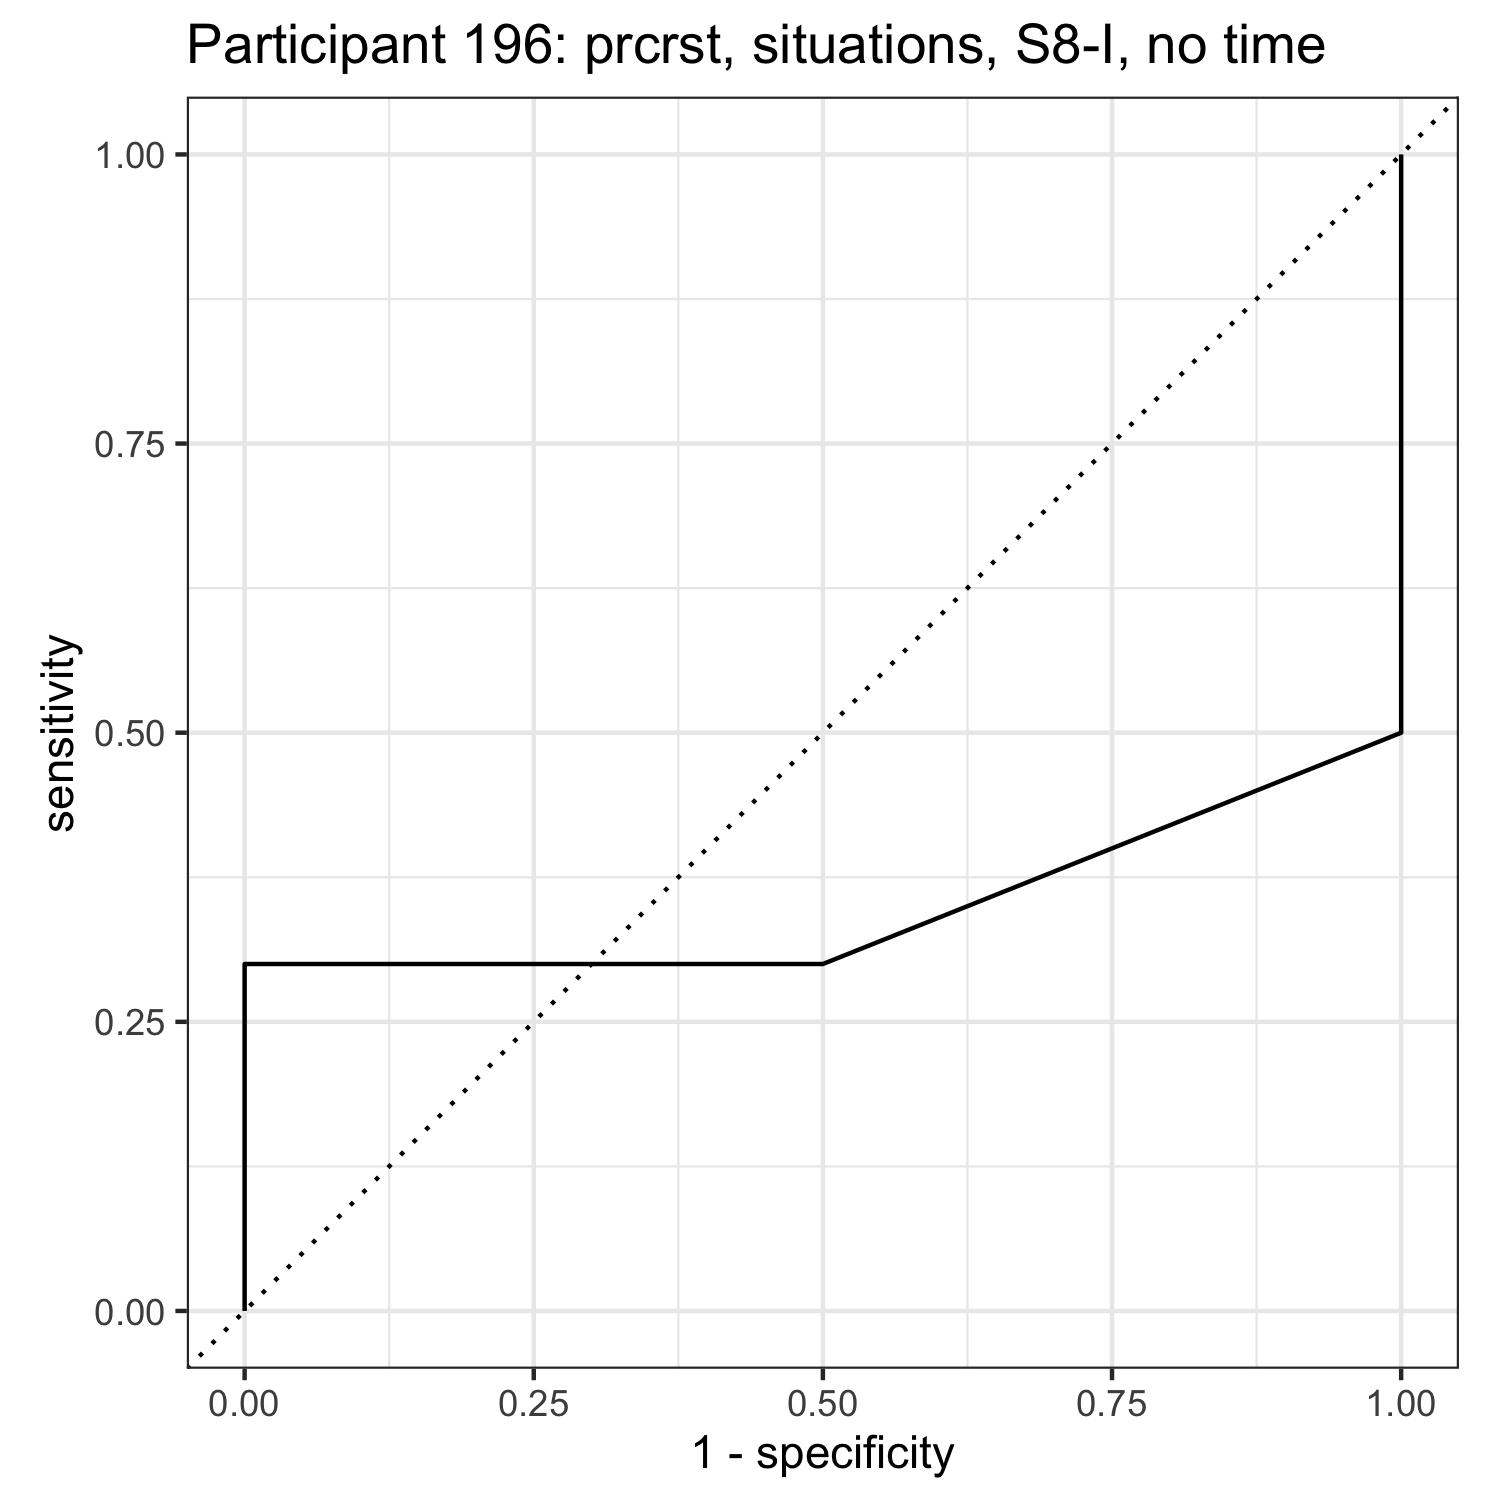 Participant 196: prcrst, situations, S8-I, no time
1.00
0.75
0.50
0.25
0.00
sensitivity
0.00 0.25 0.50 0.75 1.00
1 - specificity